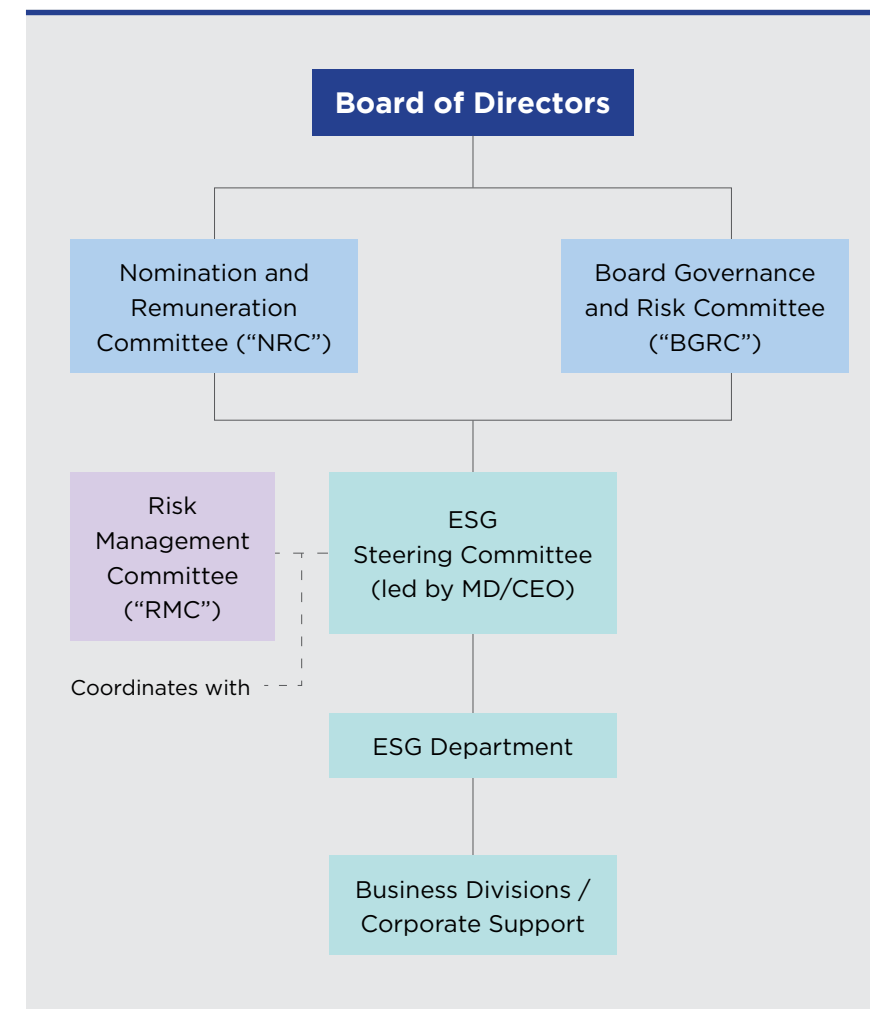 Board of Directors
Nomination and
Remuneration
Committee (“NRC”)
Board Governance
and Risk Committee
(“BGRC”)
Risk
Management
Committee
(“RMC”)
ESG
Steering Committee
(led by MD/CEO)
Coordinates with
ESG Department
Business Divisions /
Corporate Support